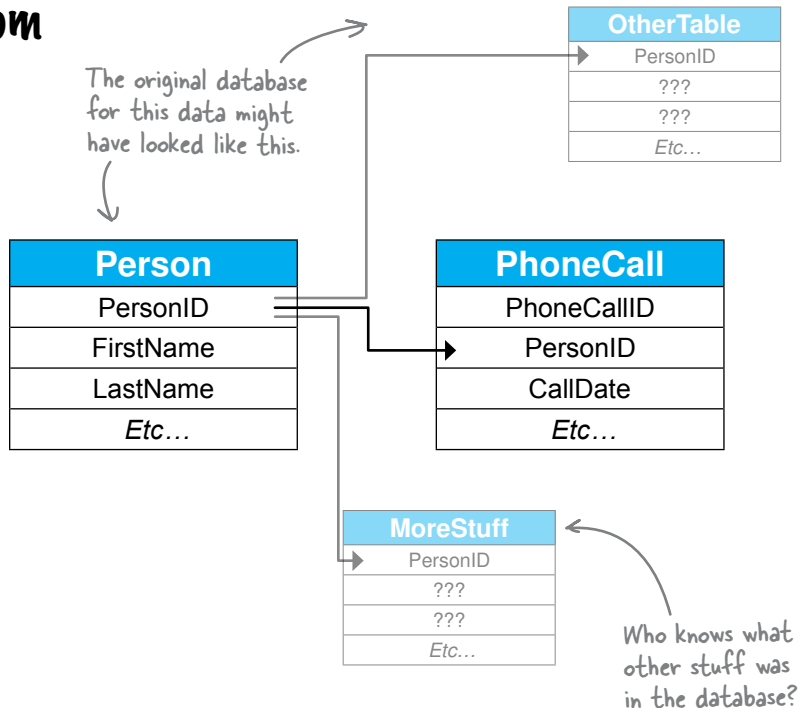 om
The original database
for this data might
have looked like this.
OtherTable
PersonID
???
???
Etc…
Person
PersonID
FirstName
LastName
Etc…
PhoneCall
PhoneCallID
PersonID
CallDate
Etc…
MoreStuff
PersonID
???
???
Etc…
Who knows what
other stuff was
in the database?